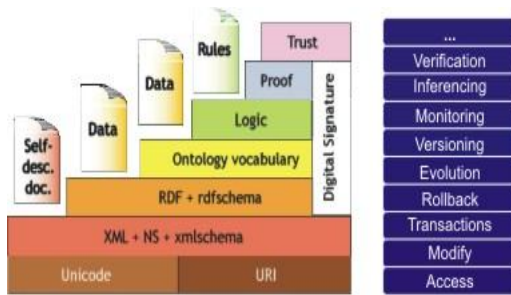 Rules
Trust
Data
Proof
Data
Logic
Self-
desc.
doc.
Ontology vocabulary
Digital Signature
RDF + rdfschema
XML + NS + xmlschema
Unicode
URI
...
Verification
Inferencing
Monitoring
Versioning
Evolution
Rollback
Transactions
Modify
Access